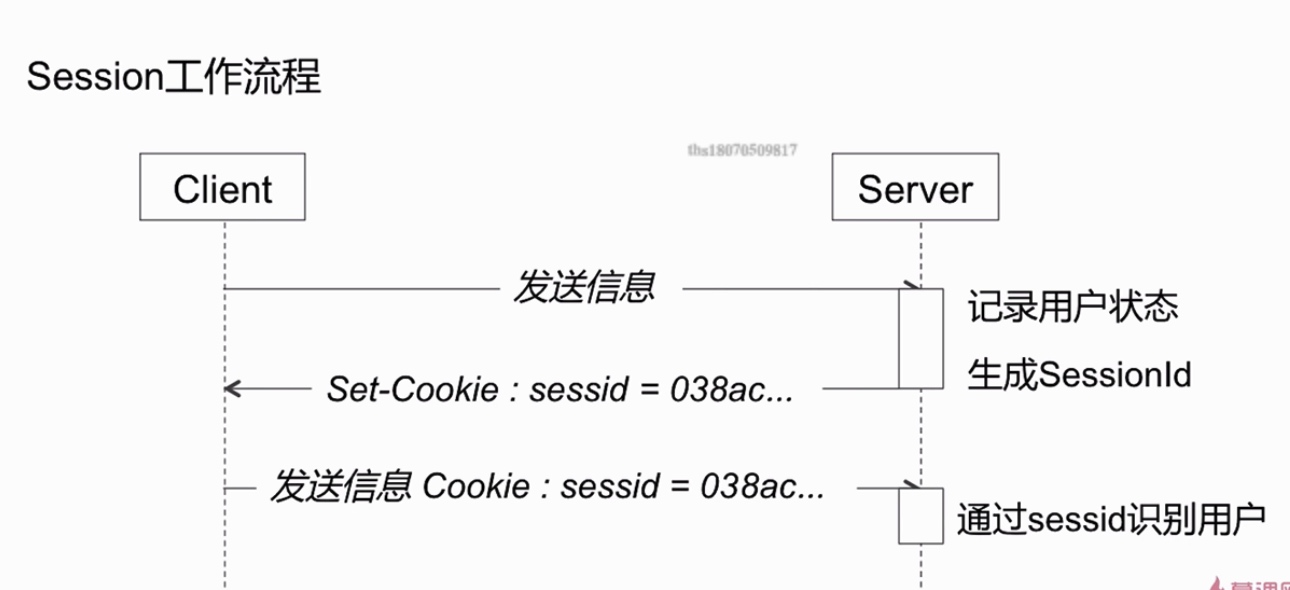 Session工作流程
ths18070509817
Client
Server
发送信息
记录用户状态
生成SessionId
Set-Cookie : sessid = 038ac...
发送信息 Cookie : sessid = 038ac...
通过sessid识别用户